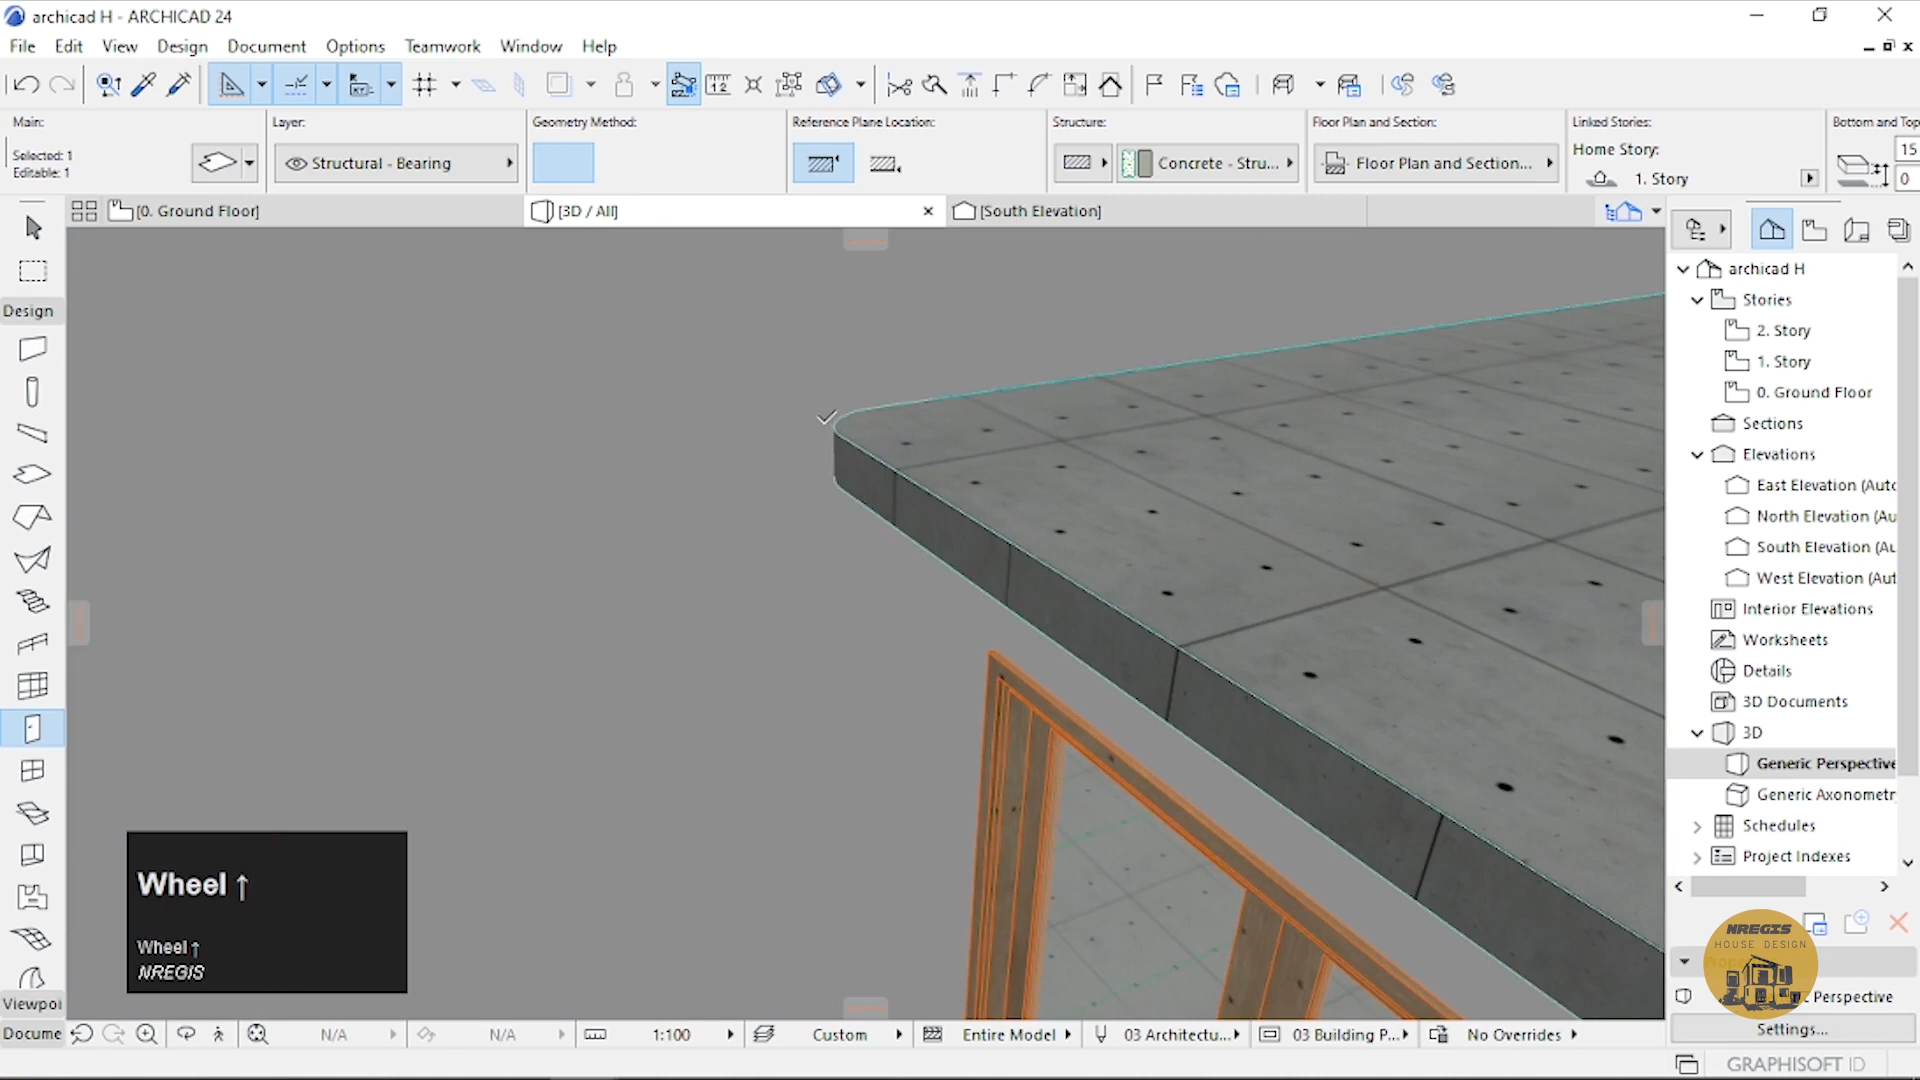 archicad H - ARCHICAD 24
File Edit View Design Document Options Teamwork Window Help
Main: Layer: Geometry Method: Reference Plane Location: Structure: Floor Plan and Section: Linked Stories: Bottom and Top
Selected: 1
Editable: 1
Structural - Bearing
Concrete - Stru...
Floor Plan and Section...
Home Story:
1. Story
15
0
[0. Ground Floor]
[3D / All]
[South Elevation]
Design
archicad H
Stories
2. Story
1. Story
0. Ground Floor
Sections
Elevations
East Elevation (Auto
North Elevation (Au
South Elevation (Au
West Elevation (Aut
Interior Elevations
Worksheets
Details
3D Documents
3D
Generic Perspective
Generic Axonometr
Schedules
Project Indexes
Wheel ↑
Wheel ↑
NREGIS
NREGIS
HOUSE DESIGN
Perspective
Settings...
Viewpoi
Docume
N/A
N/A
1:100
Custom
Entire Model
03 Architectu...
03 Building P...
No Overrides
GRAPHISOFT ID